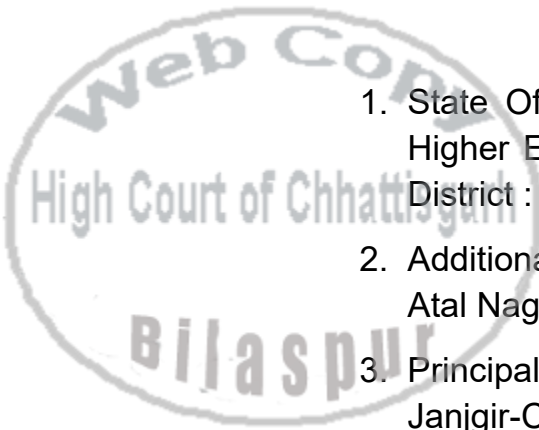 Web Copy
1. State Of
Higher E
High Court of Chhattisgarh
District :
2. Additiona
Atal Nag
Bilaspur
3. Principal
Janjgir-C